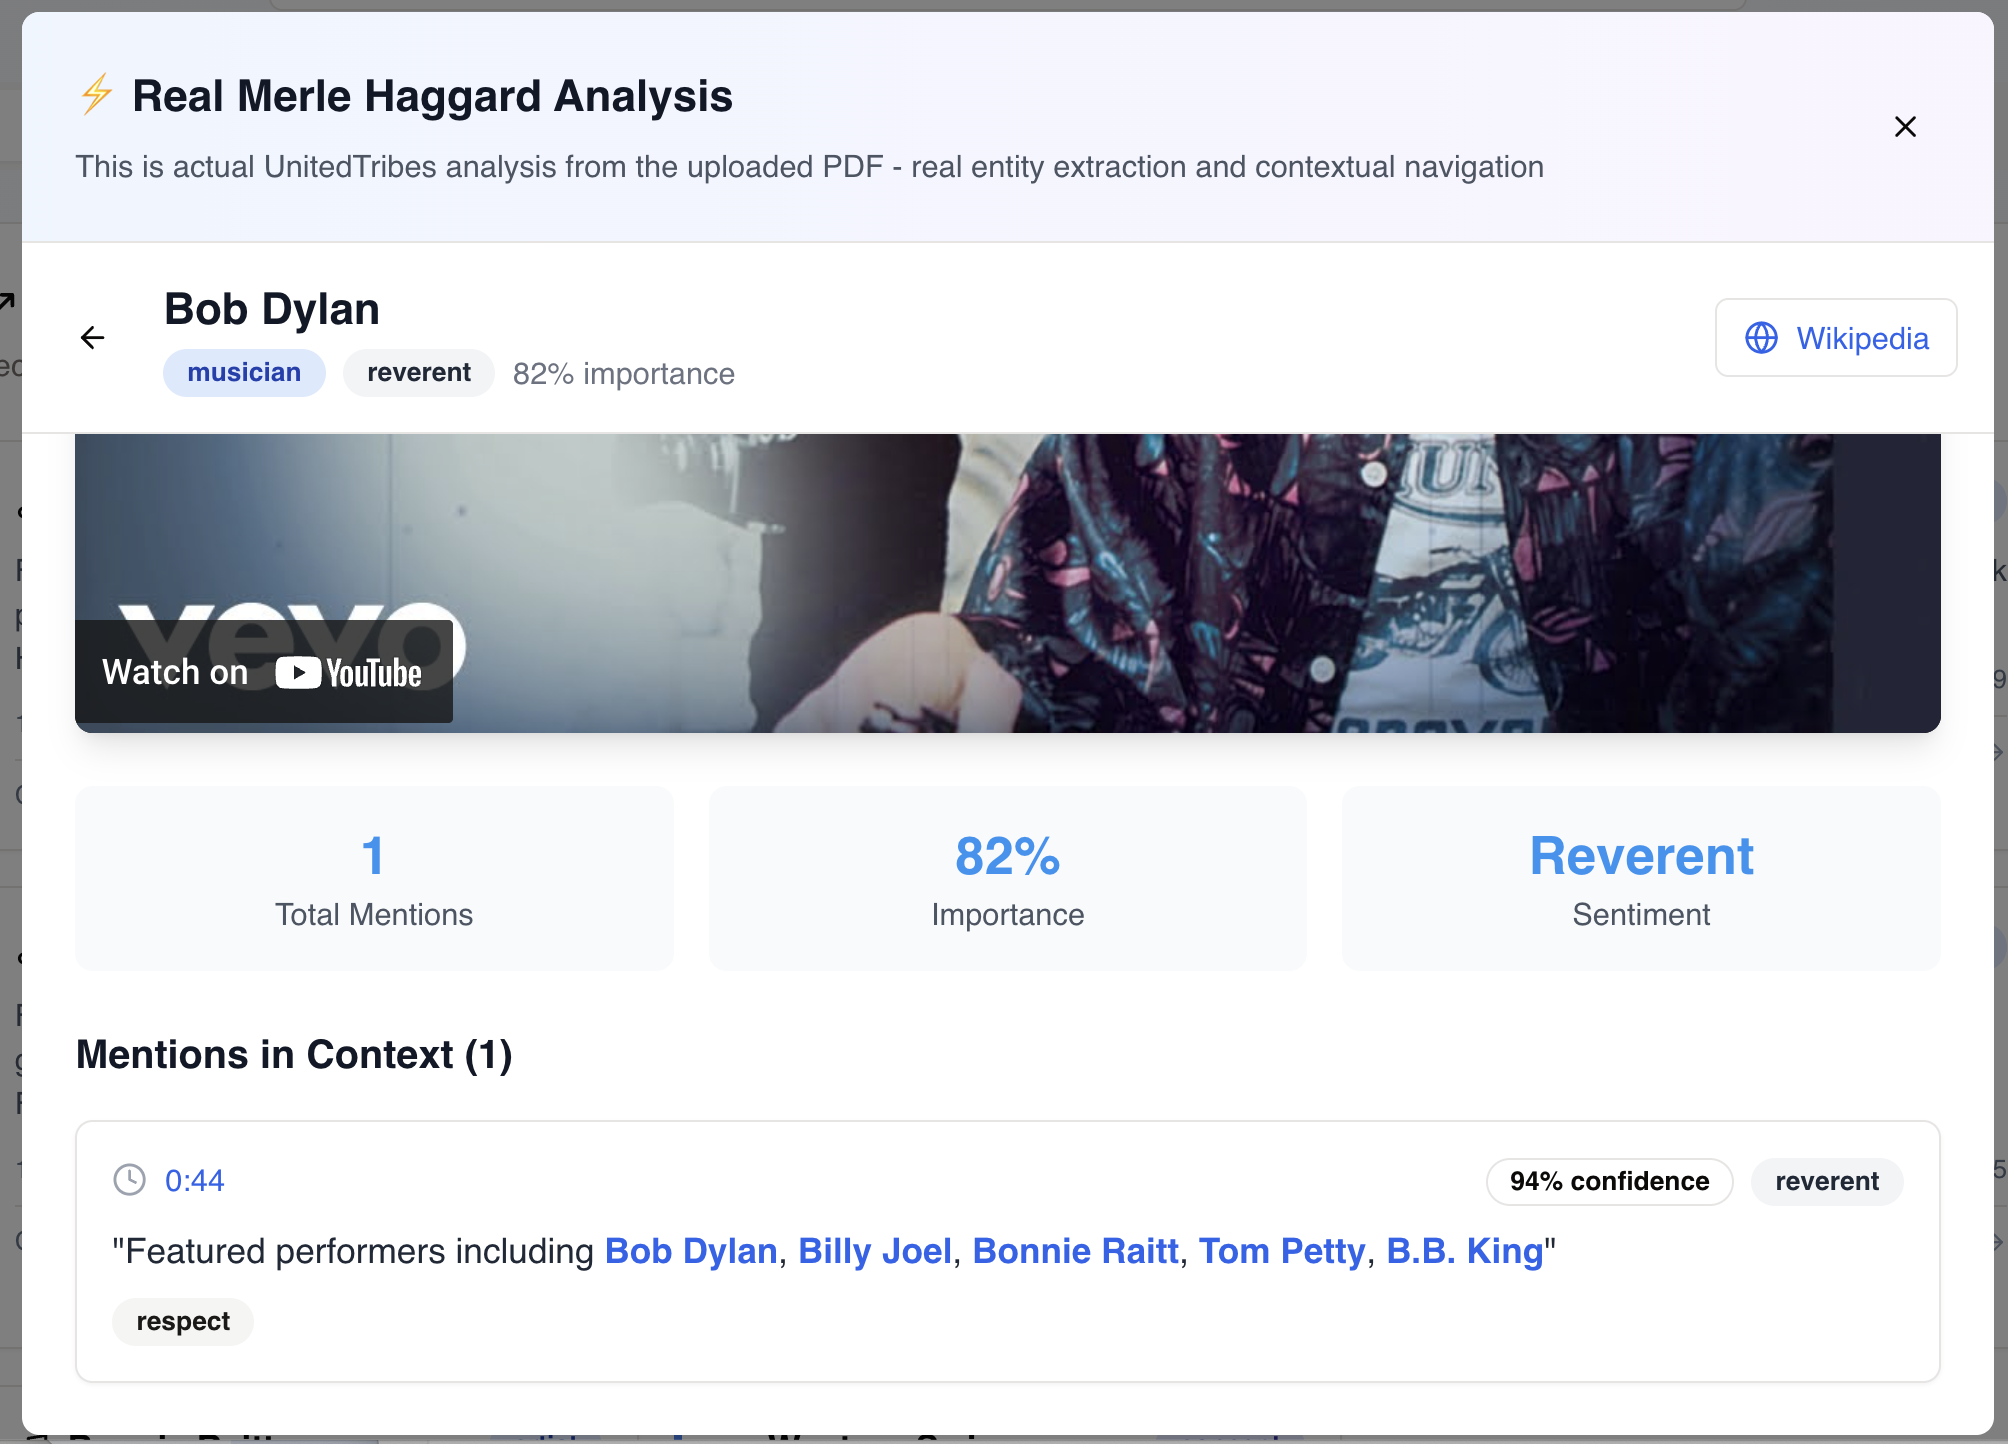 ⚡ Real Merle Haggard Analysis
This is actual UnitedTribes analysis from the uploaded PDF - real entity extraction and contextual navigation
Bob Dylan
Wikipedia
musician reverent 82% importance
vevo
Watch on YouTube
1
Total Mentions
82%
Importance
Reverent
Sentiment
Mentions in Context (1)
0:44
94% confidence reverent
"Featured performers including Bob Dylan, Billy Joel, Bonnie Raitt, Tom Petty, B.B. King"
respect